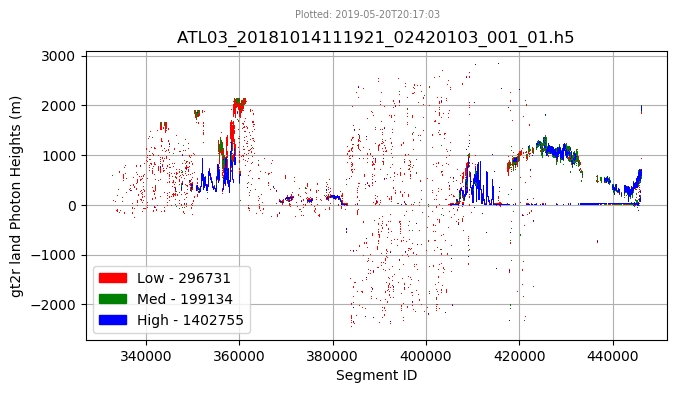 Plotted: 2019-05-20T20:17:03
ATL03_20181014111921_02420103_001_01.h5
gt2r land Photon Heights (m)
3000
2000
1000
0
−1000
−2000
Low - 296731
Med - 199134
High - 1402755
340000 360000 380000 400000 420000 440000
Segment ID